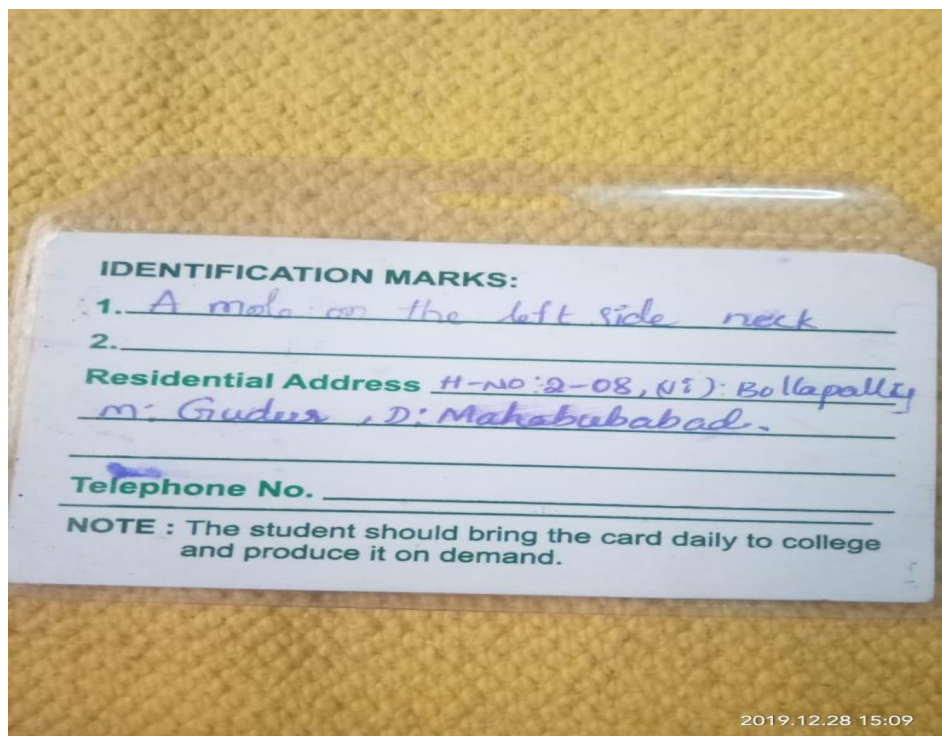 IDENTIFICATION MARKS:
1. A mole on the left side neck
2.
Residential Address H-NO:2-08, (Vi): Bollapally
m: Gudur , D: Mahabubabad.
Telephone No.
NOTE : The student should bring the card daily to college
and produce it on demand.
2019.12.28 15:09